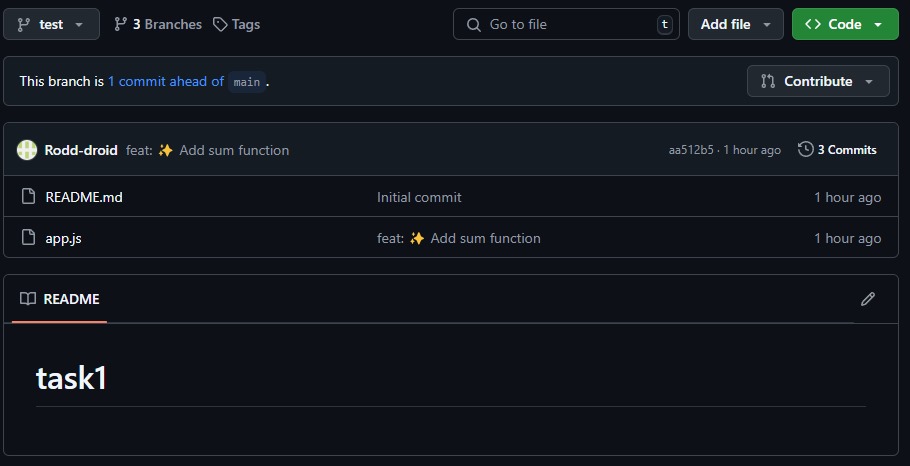 test 3 Branches Tags Go to file t Add file Code
This branch is 1 commit ahead of main.
Contribute
Rodd-droid feat: ✨ Add sum function aa512b5 · 1 hour ago 3 Commits
README.md Initial commit 1 hour ago
app.js feat: ✨ Add sum function 1 hour ago
README
task1